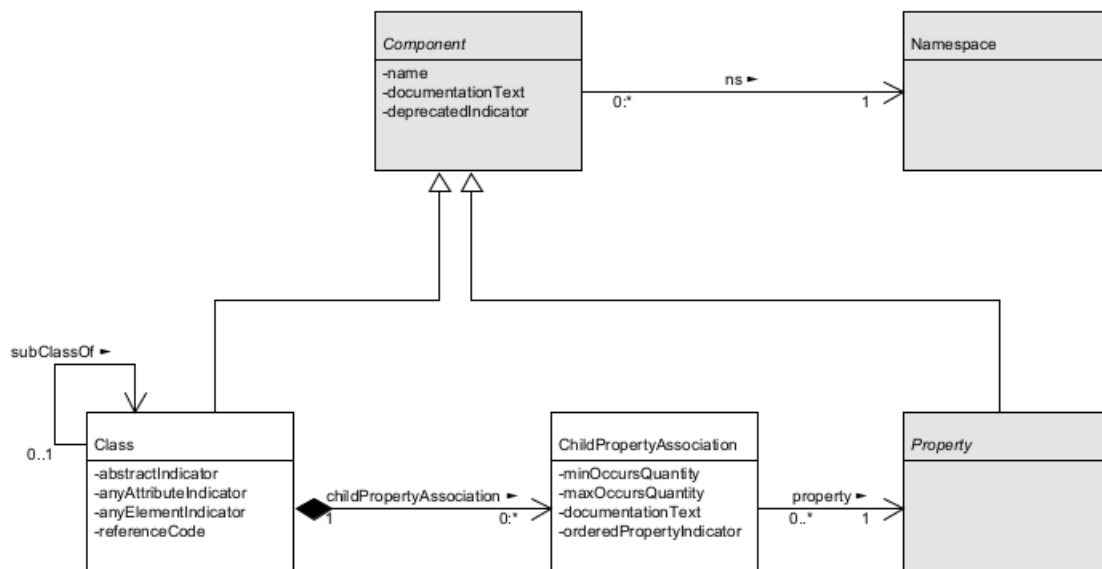 Component
-name
-documentationText
-deprecatedIndicator
ns ►
0:*
1
Namespace
subClassOf ►
0..1
Class
-abstractIndicator
-anyAttributeIndicator
-anyElementIndicator
-referenceCode
childPropertyAssociation ►
1
0:*
ChildPropertyAssociation
-minOccursQuantity
-maxOccursQuantity
-documentationText
-orderedPropertyIndicator
property ►
0..*
1
Property